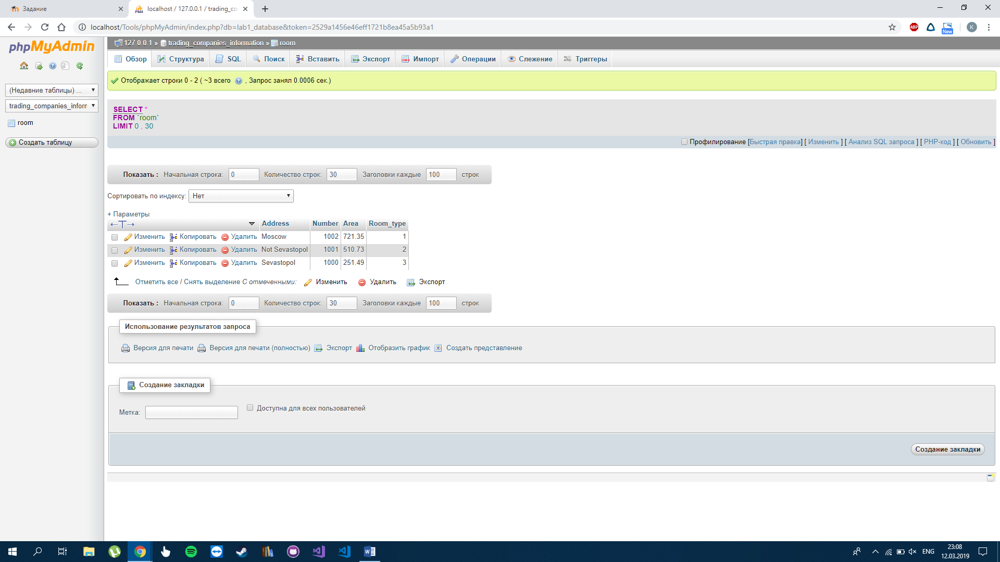 Задание
localhost / 127.0.0.1 / trading_co
localhost/Tools/phpMyAdmin/index.php?db=lab1_database&token=2529a1456e46eff1721b8ea45a5b93a1
ABP
New
K
phpMyAdmin
(Недавние таблицы) ...
trading_companies_inforr
room
Создать таблицу
127.0.0.1 » trading_companies_information » room
Обзор Структура SQL Поиск Вставить Экспорт Импорт Операции Слежение Триггеры
Отображает строки 0 - 2 ( ~3 всего , Запрос занял 0.0006 сек.)
SELECT *
FROM `room`
LIMIT 0 , 30
Профилирование [Быстрая правка] [ Изменить ] [ Анализ SQL запроса ] [ PHP-код ] [ Обновить ]
Показать : Начальная строка: 0 Количество строк: 30 Заголовки каждые 100 строк
Сортировать по индексу: Нет
+ Параметры
←T→ Address Number Area Room_type
Изменить Копировать Удалить Moscow 1002 721.35 1
Изменить Копировать Удалить Not Sevastopol 1001 510.73 2
Изменить Копировать Удалить Sevastopol 1000 251.49 3
Отметить все / Снять выделение С отмеченными: Изменить Удалить Экспорт
Показать : Начальная строка: 0 Количество строк: 30 Заголовки каждые 100 строк
Использование результатов запроса
Версия для печати Версия для печати (полностью) Экспорт Отобразить график Создать представление
Создание закладки
Метка: Доступна для всех пользователей
Создание закладки
ENG
23:08
12.03.2019